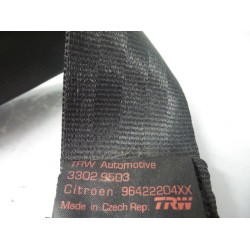 TRW Automotive
3302 9503
Citroen 96422204XX
Made in Czech Rep. TRW